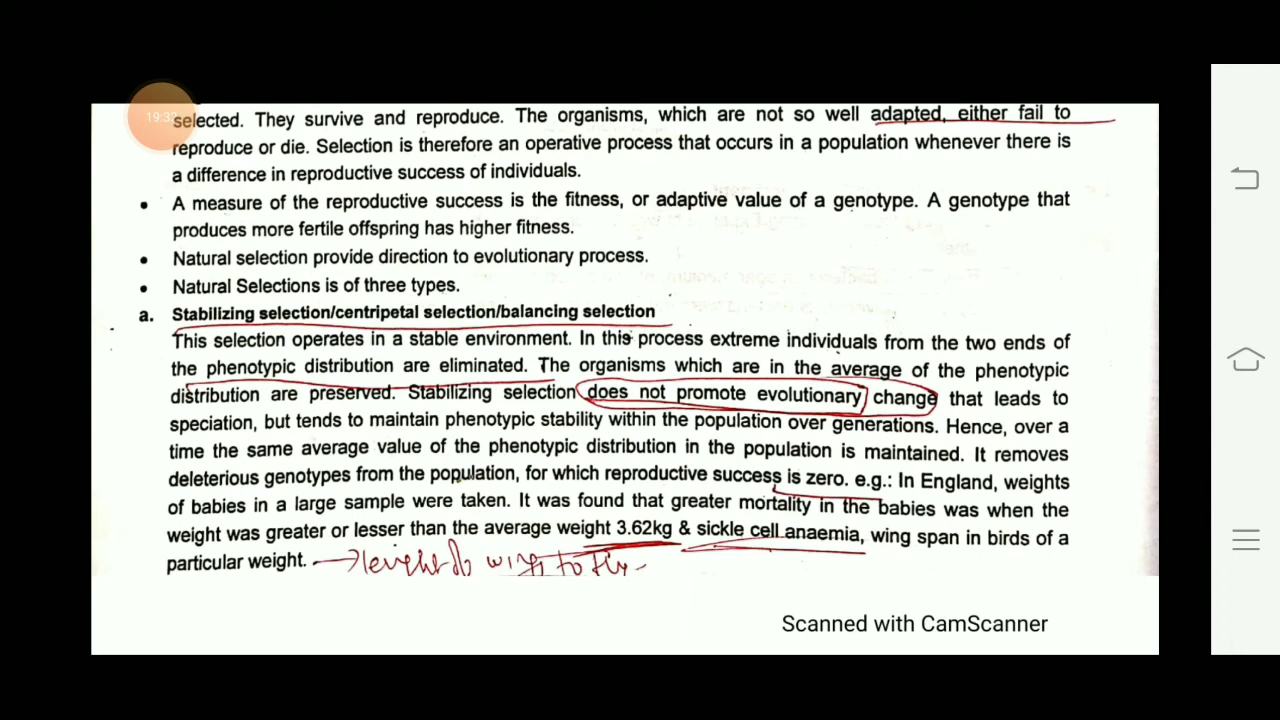 19:32
selected. They survive and reproduce. The organisms, which are not so well adapted, either fail to
reproduce or die. Selection is therefore an operative process that occurs in a population whenever there is
a difference in reproductive success of individuals.
• A measure of the reproductive success is the fitness, or adaptive value of a genotype. A genotype that
produces more fertile offspring has higher fitness.
• Natural selection provide direction to evolutionary process.
• Natural Selections is of three types.
a. Stabilizing selection/centripetal selection/balancing selection
This selection operates in a stable environment. In this process extreme individuals from the two ends of
the phenotypic distribution are eliminated. The organisms which are in the average of the phenotypic
distribution are preserved. Stabilizing selection does not promote evolutionary change that leads to
speciation, but tends to maintain phenotypic stability within the population over generations. Hence, over a
time the same average value of the phenotypic distribution in the population is maintained. It removes
deleterious genotypes from the population, for which reproductive success is zero. e.g.: In England, weights
of babies in a large sample were taken. It was found that greater mortality in the babies was when the
weight was greater or lesser than the average weight 3.62kg & sickle cell anaemia, wing span in birds of a
particular weight. → wings to fly
Scanned with CamScanner